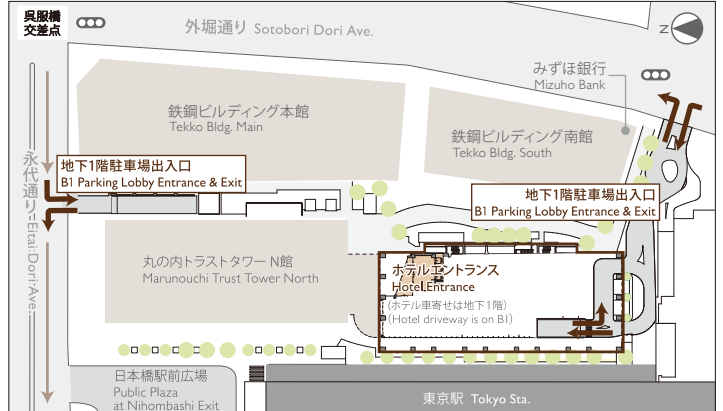 呉服橋
交差点
外堀通り Sotobori Dori Ave.
N
みずほ銀行
Mizuho Bank
鉄鋼ビルディング本館
Tekko Bldg. Main
鉄鋼ビルディング南館
Tekko Bldg. South
永代通り-Eitai Dori Ave.
地下1階駐車場出入口
B1 Parking Lobby Entrance & Exit
地下1階駐車場出入口
B1 Parking Lobby Entrance & Exit
丸の内トラストタワー N館
Marunouchi Trust Tower North
ホテルエントランス
Hotel Entrance
(ホテル車寄せは地下1階)
(Hotel driveway is on B1)
日本橋駅前広場
Public Plaza
at Nihombashi Exit
東京駅 Tokyo Sta.